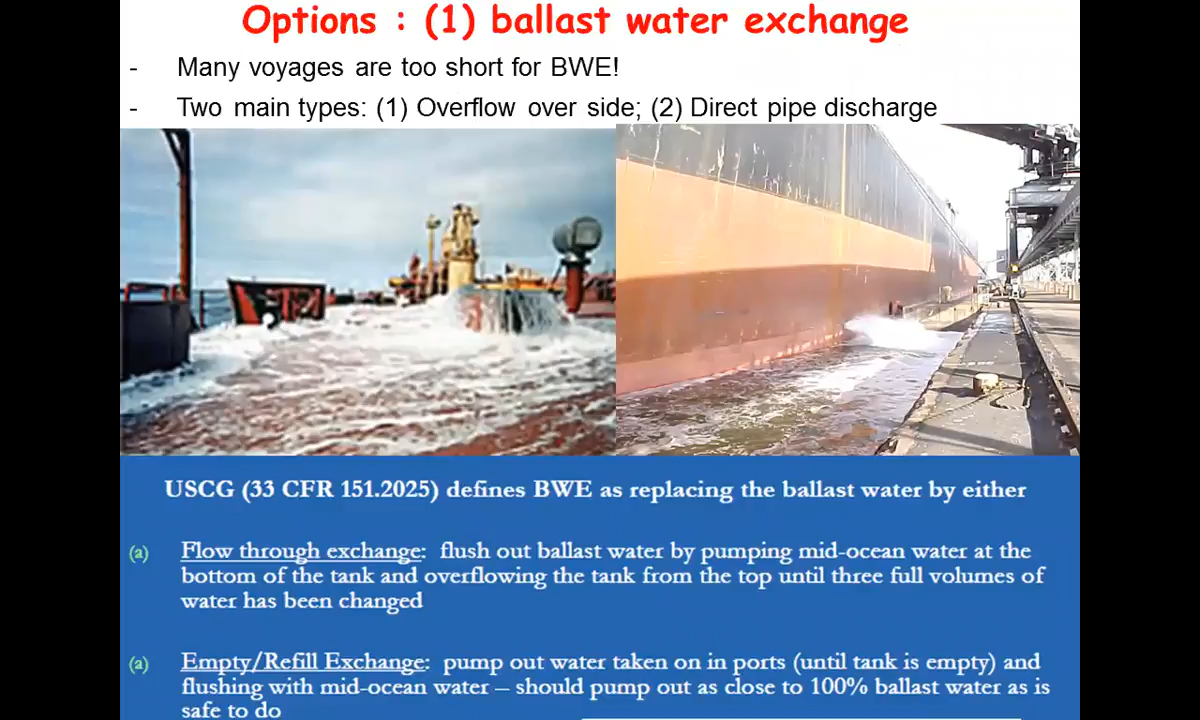 Options : (1) ballast water exchange
- Many voyages are too short for BWE!
- Two main types: (1) Overflow over side; (2) Direct pipe discharge
USCG (33 CFR 151.2025) defines BWE as replacing the ballast water by either
(a) Flow through exchange: flush out ballast water by pumping mid-ocean water at the
bottom of the tank and overflowing the tank from the top until three full volumes of
water has been changed
(a) Empty/Refill Exchange: pump out water taken on in ports (until tank is empty) and
flushing with mid-ocean water – should pump out as close to 100% ballast water as is
safe to do